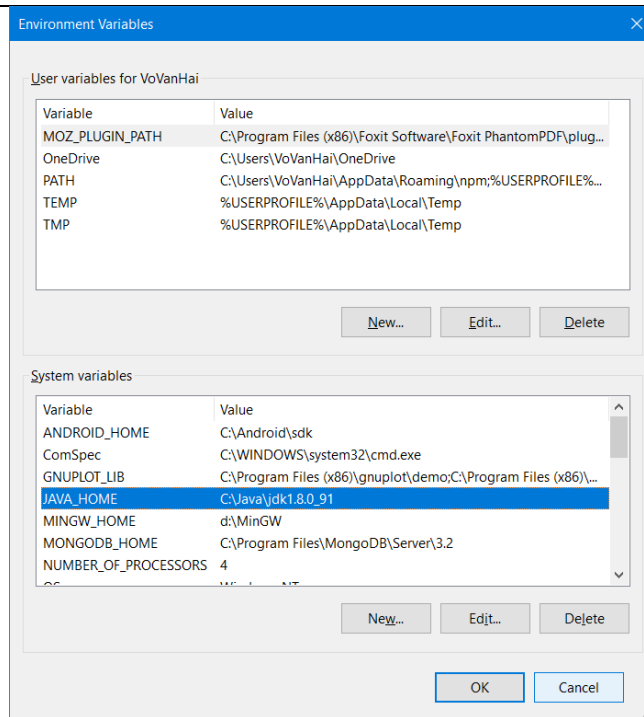 Environment Variables
User variables for VoVanHai
Variable Value
MOZ_PLUGIN_PATH C:\Program Files (x86)\Foxit Software\Foxit PhantomPDF\plug...
OneDrive C:\Users\VoVanHai\OneDrive
PATH C:\Users\VoVanHai\AppData\Roaming\npm;%USERPROFILE%...
TEMP %USERPROFILE%\AppData\Local\Temp
TMP %USERPROFILE%\AppData\Local\Temp
New... Edit... Delete
System variables
Variable Value
ANDROID_HOME C:\Android\sdk
ComSpec C:\WINDOWS\system32\cmd.exe
GNUPLOT_LIB C:\Program Files (x86)\gnuplot\demo;C:\Program Files (x86)\...
JAVA_HOME C:\Java\jdk1.8.0_91
MINGW_HOME d:\MinGW
MONGODB_HOME C:\Program Files\MongoDB\Server\3.2
NUMBER_OF_PROCESSORS 4
New... Edit... Delete
OK Cancel